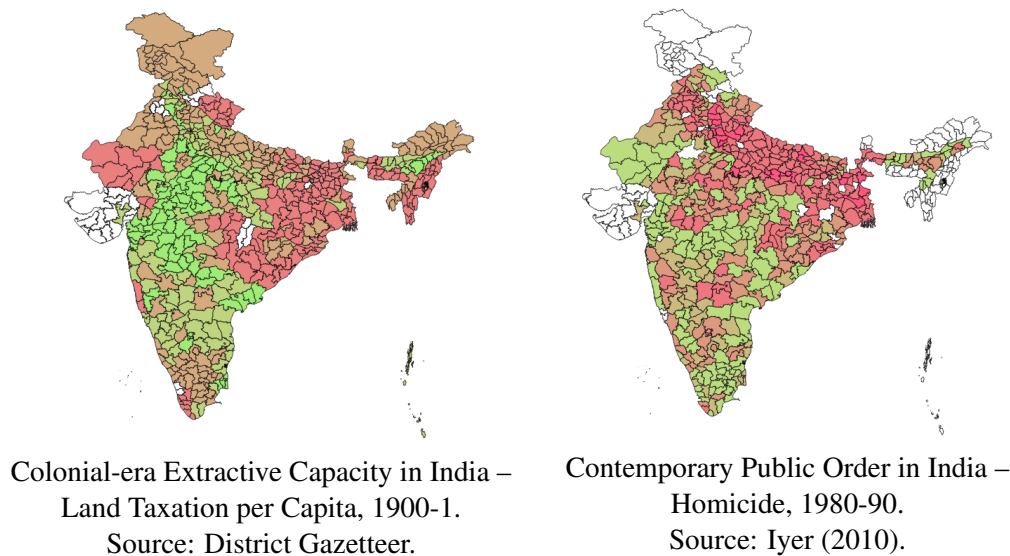 Colonial-era Extractive Capacity in India –
Land Taxation per Capita, 1900-1.
Source: District Gazetteer.
Contemporary Public Order in India –
Homicide, 1980-90.
Source: Iyer (2010).